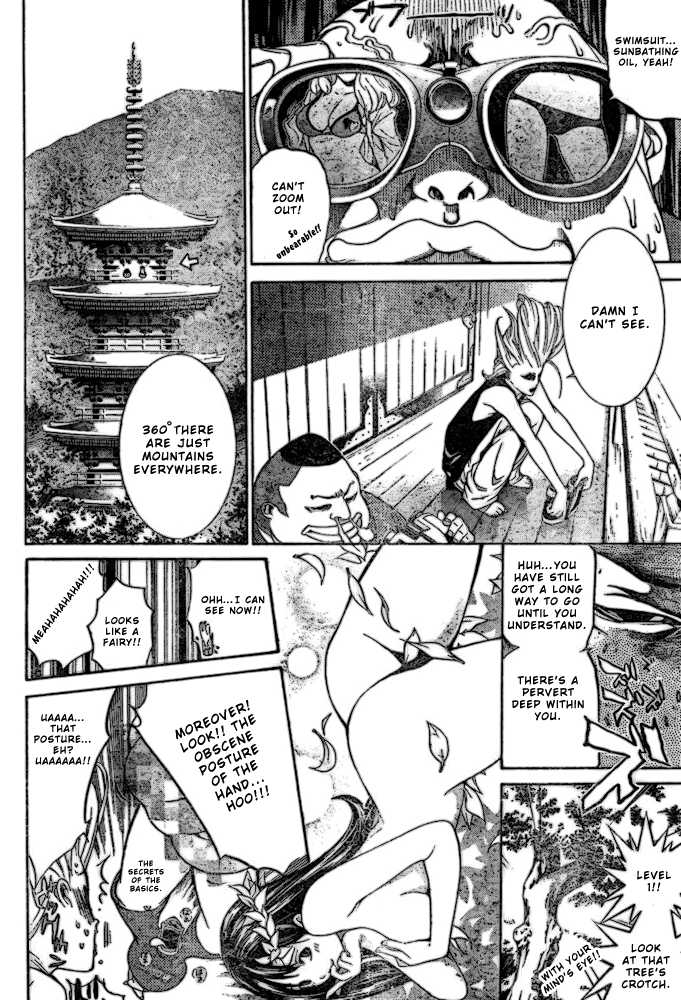 SWIMSUIT...
SUNBATHING
OIL, YEAH!
CAN'T
ZOOM
OUT!
So
unbearable!!
DAMN I
CAN'T SEE.
360° THERE
ARE JUST
MOUNTAINS
EVERYWHERE.
HUH...YOU
HAVE STILL
GOT A LONG
WAY TO GO
UNTIL YOU
UNDERSTAND.
THERE'S A
PERVERT
DEEP WITHIN
YOU.
LEVEL
1!!
LOOK
AT THAT
TREE'S
CROTCH.
WITH YOUR
MIND'S EYE!!
OHH...I CAN
SEE NOW!!
LOOKS
LIKE A
FAIRY!!
MEAHAHAHAHAH!!!
MOREOVER!
LOOK!! THE
OBSCENE
POSTURE
OF THE
HAND...
HOO!!!
UAAAA...
THAT
POSTURE...
EH?
UAAAAAA!!
THE
SECRETS
OF THE
BASICS.